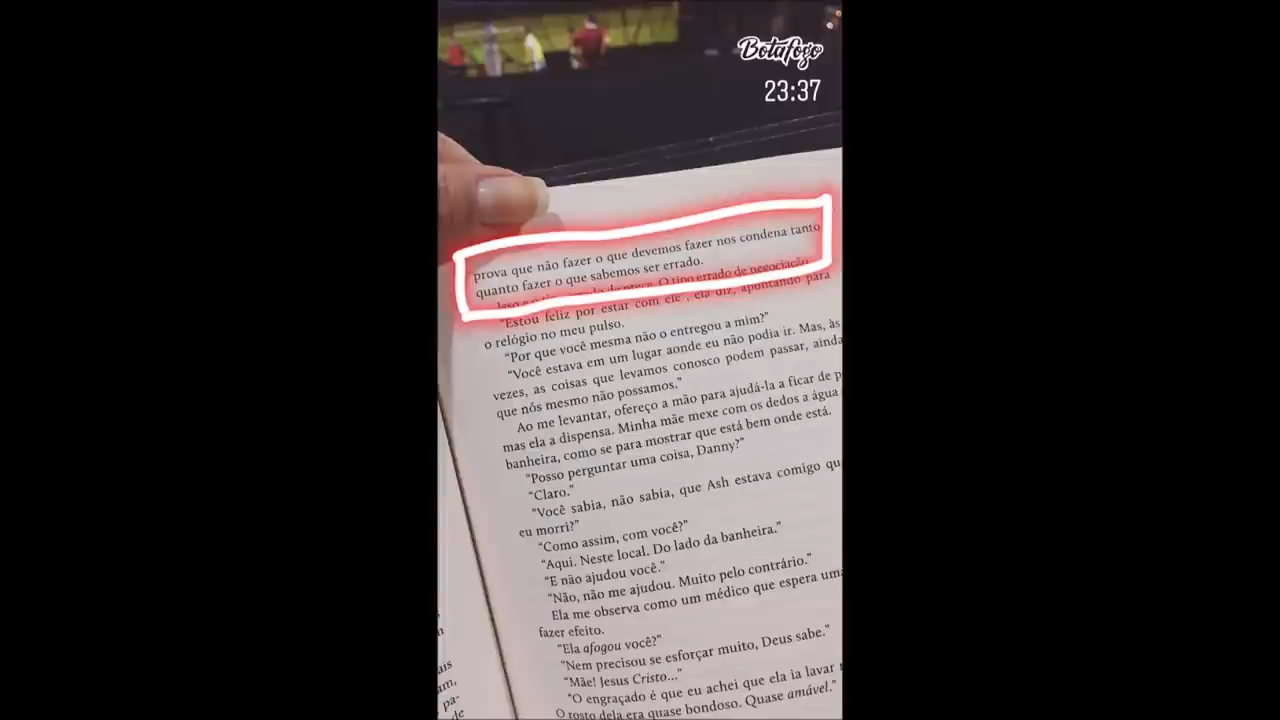 Botafogo
23:37
prova que não fazer o que devemos fazer nos condena tanto
quanto fazer o que sabemos ser errado.
O tipo errado de negociação
"Estou feliz por estar com ele", ela diz, apontando para
o relógio no meu pulso.
"Por que você mesma não o entregou a mim?"
"Você estava em um lugar aonde eu não podia ir. Mas, às
vezes, as coisas que levamos conosco podem passar, ainda
que nós mesmo não possamos."
Ao me levantar, ofereço a mão para ajudá-la a ficar de p
mas ela a dispensa. Minha mãe mexe com os dedos a água
banheira, como se para mostrar que está bem onde está.
"Posso perguntar uma coisa, Danny?"
"Claro."
"Você sabia, não sabia, que Ash estava comigo qu
eu morri?"
"Como assim, com você?"
"Aqui. Neste local. Do lado da banheira."
"E não ajudou você."
"Não, não me ajudou. Muito pelo contrário."
Ela me observa como um médico que espera uma
fazer efeito.
"Ela afogou você?"
"Nem precisou se esforçar muito, Deus sabe."
"Mãe! Jesus Cristo..."
"O engraçado é que eu achei que ela ia lavar
O rosto dela era quase bondoso. Quase amável."
ais
am,
pa-
de